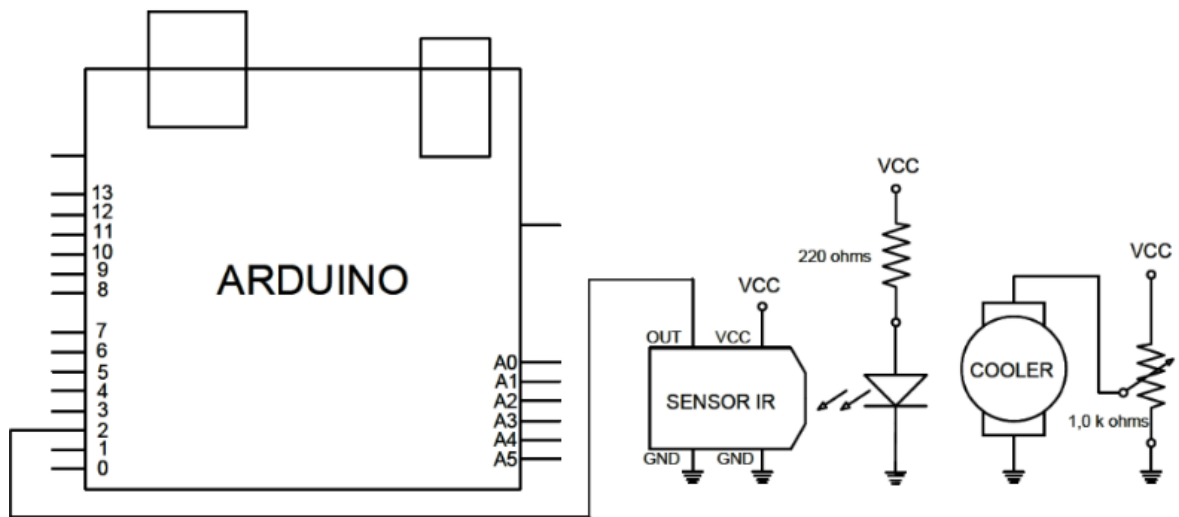 ARDUINO
13
12
11
10
9
8
7
6
5
4
3
2
1
0
A0
A1
A2
A3
A4
A5
OUT
VCC
VCC
SENSOR IR
GND
GND
VCC
220 ohms
COOLER
VCC
1,0 k ohms